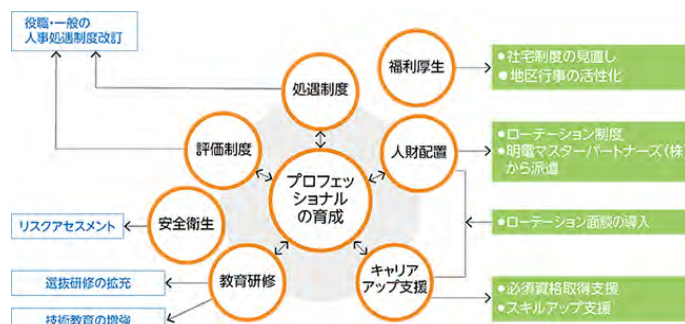 役職・一般の
人事処遇制度改訂
福利厚生
●社宅制度の見直し
●地区行事の活性化
処遇制度
評価制度
人財配置
●ローテーション制度
●明電マスターパートナーズ(株)
から派遣
プロフェッ
ショナル
の育成
安全衛生
リスクアセスメント
●ローテーション面談の導入
教育研修
キャリア
アップ支援
選抜研修の拡充
技術教育の増強
●必須資格取得支援
●スキルアップ支援